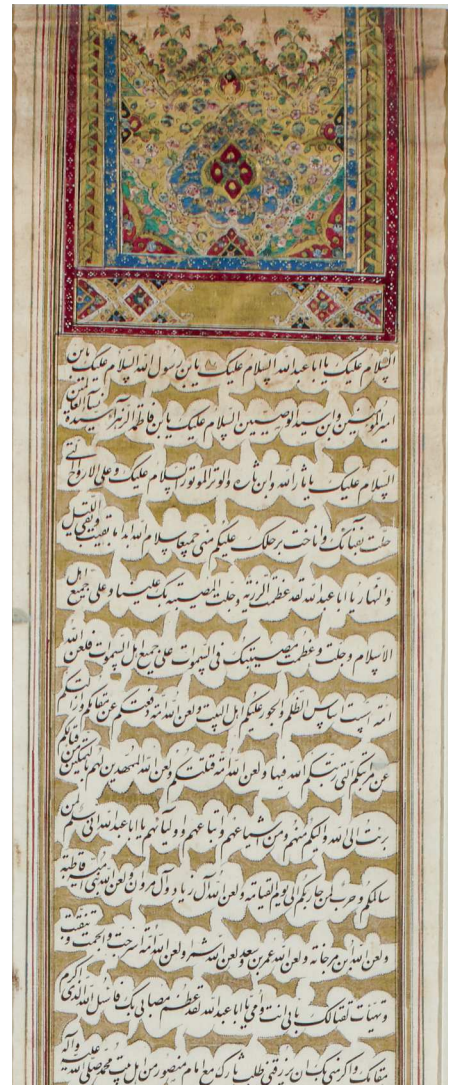 السلام علیک یا ابا عبدالله السلام علیک یا بن رسول الله السلام علیک یا بن
امیرالمومنین وابن سید الوصیین السلام علیک یا بن فاطمة الزهرا سیدة نسآء العالمین
السلام علیک یا ثار الله وابن ثاره والوتر الموتور السلام علیک وعلی الارواح التی
حلت بفنآئک واناخت برحلک علیکم منی جمیعا سلام الله ابدا ما بقیت وبقی اللیل
والنهار یا ابا عبدالله لقد عظمت الرزیة وجلت المصیبة بک علینا وعلی جمیع اهل
الاسلام وجلت وعظمت مصیبتک فی السموات علی جمیع اهل السموات فلعن الله
امة اسست اساس الظلم والجور علیکم اهل البیت ولعن الله امة دفعتکم عن مقامکم وازالتکم
عن مراتبکم التی رتبکم الله فیها ولعن الله امة قتلتکم ولعن الله الممهدین لهم بالتمکین من قتالکم
برئت الی الله والیکم منهم ومن اشیاعهم واتباعهم واولیآئهم یا ابا عبدالله انی سلم لمن
سالمکم وحرب لمن حاربکم الی یوم القیامة ولعن الله آل زیاد وآل مروان ولعن الله بنی امیة قاطبة
ولعن الله ابن مرجانة ولعن الله عمر بن سعد ولعن الله شمرا ولعن الله امة اسرجت والجمت وتنقبت
وتهیات لقتالک بابی انت وامی یا ابا عبدالله لقد عظم مصابی بک فاسئل الله الذی اکرم
مقامک واکرمنی بک ان یرزقنی طلب ثارک مع امام منصور من اهل بیت محمد صلی الله علیه وآله